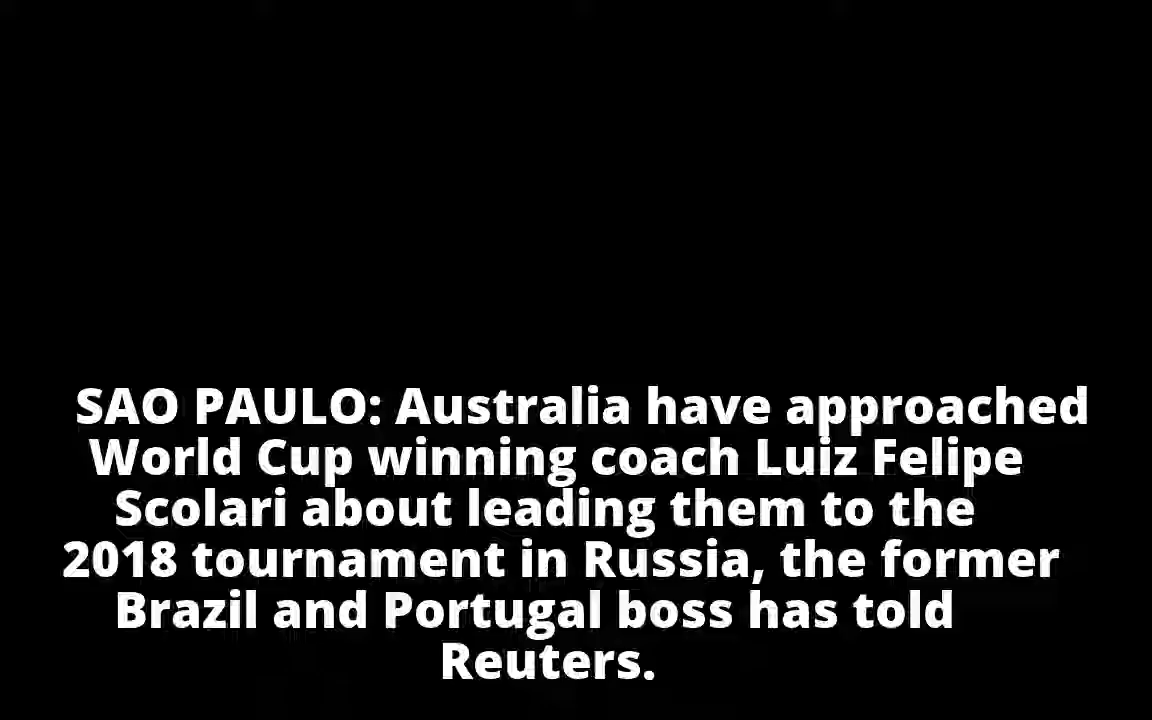 SAO PAULO: Australia have approached
World Cup winning coach Luiz Felipe
Scolari about leading them to the
2018 tournament in Russia, the former
Brazil and Portugal boss has told
Reuters.